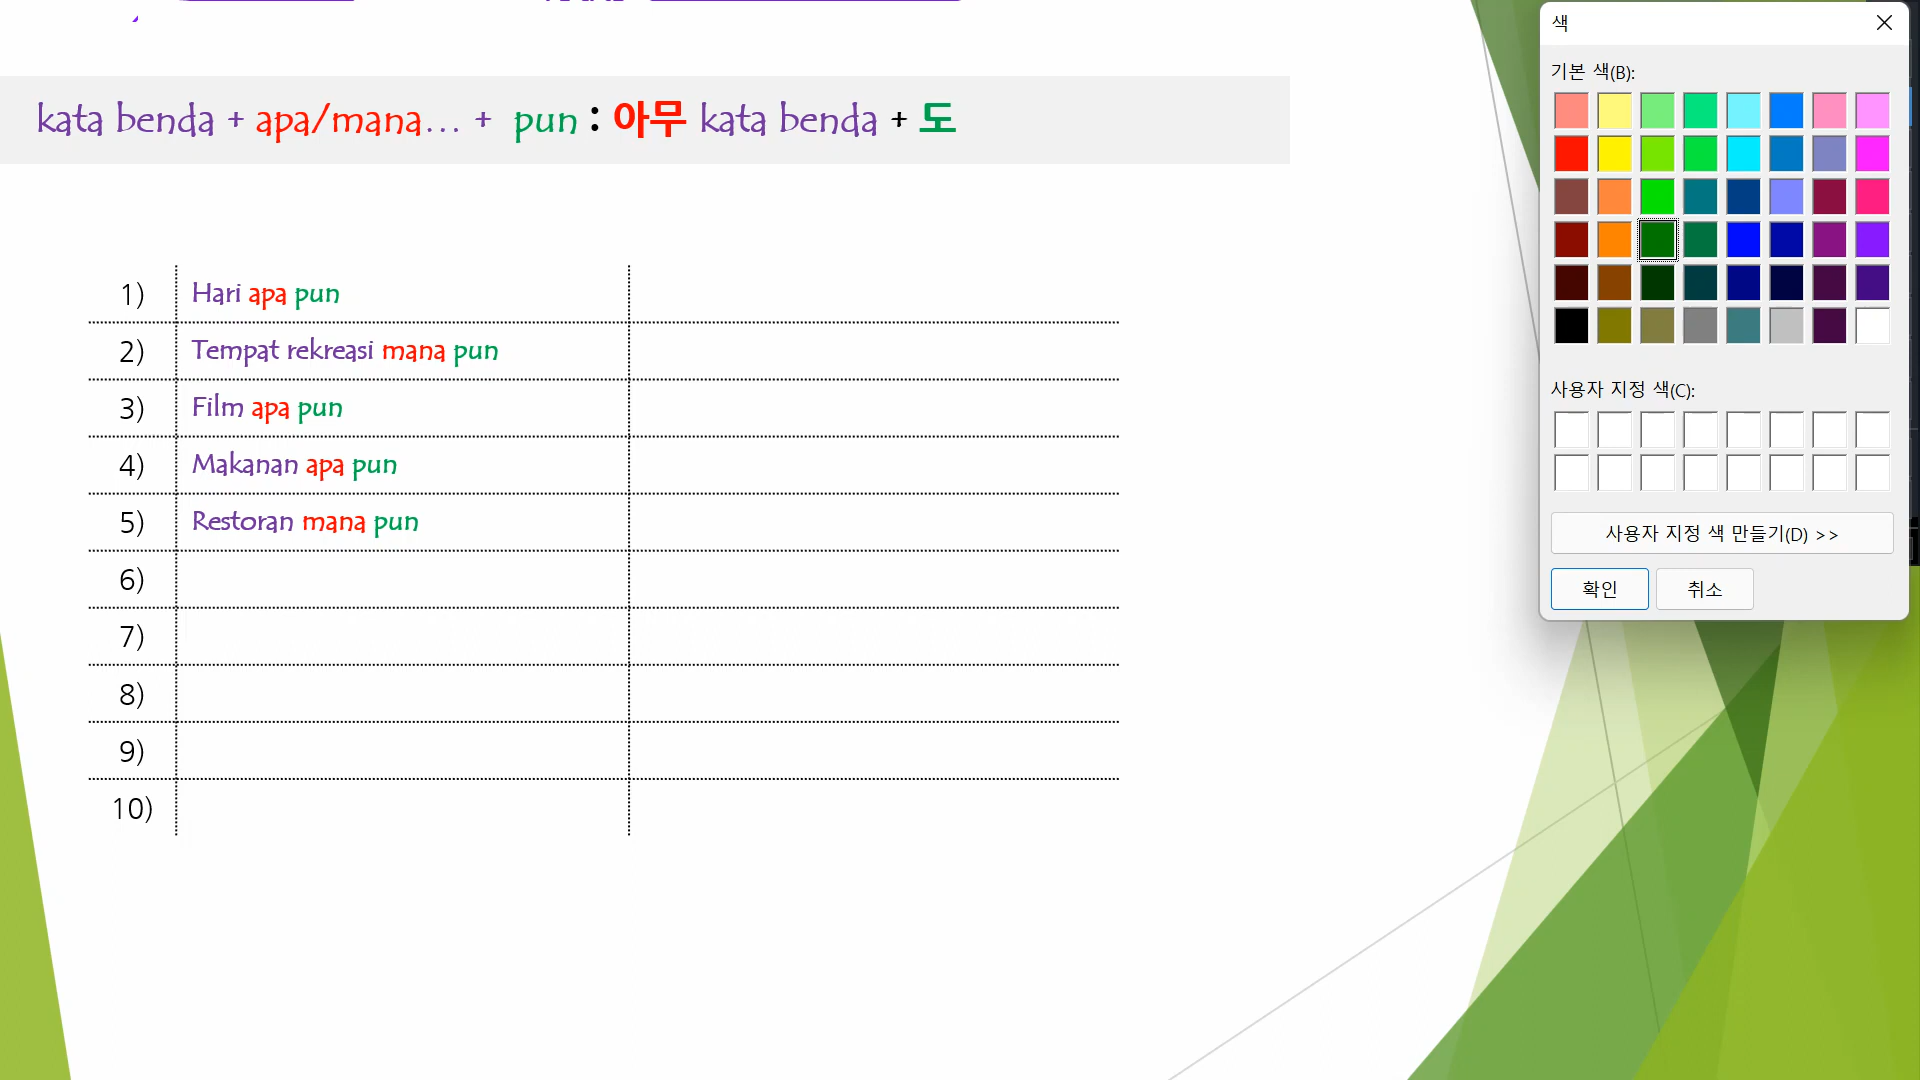 kata benda + apa/mana... + pun : 아무 kata benda + 도
1) Hari apa pun
2) Tempat rekreasi mana pun
3) Film apa pun
4) Makanan apa pun
5) Restoran mana pun
6)
7)
8)
9)
10)
색
기본 색(B):
사용자 지정 색(C):
사용자 지정 색 만들기(D) >>
확인 취소